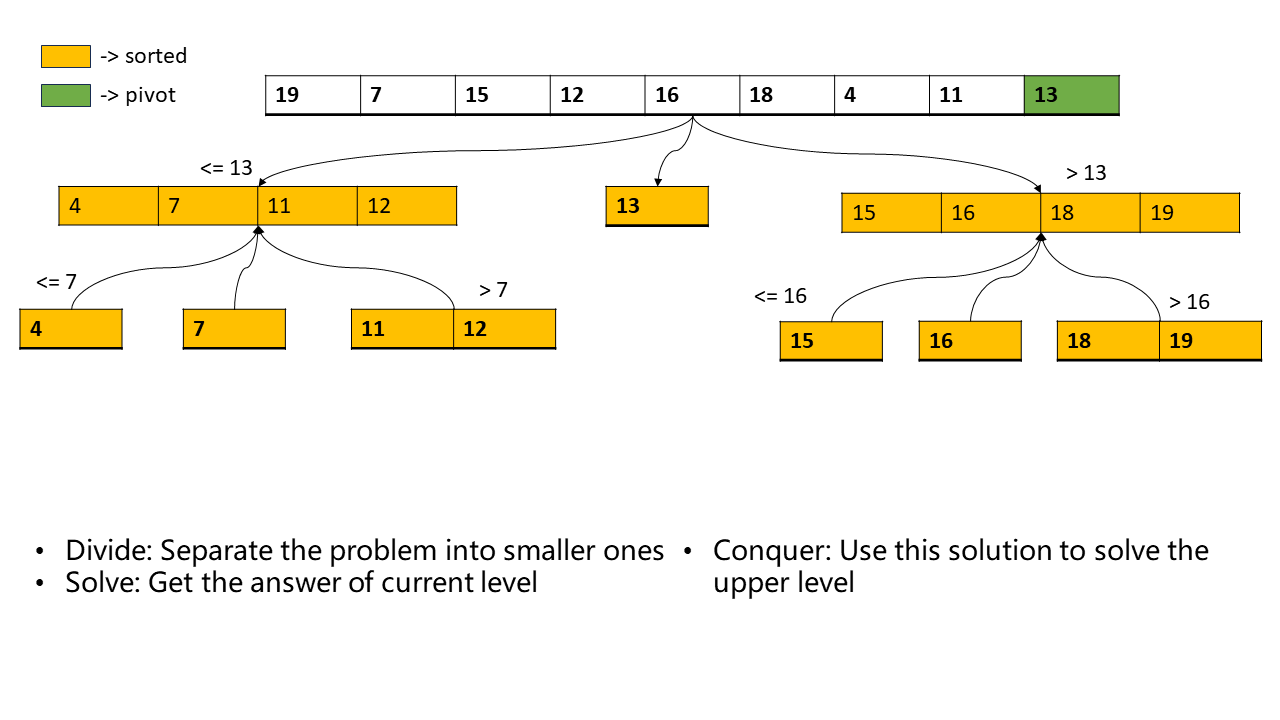 -> sorted
-> pivot
19 7 15 12 16 18 4 11 13
<= 13
> 13
4 7 11 12
13
15 16 18 19
<= 7
> 7
<= 16
> 16
4
7
11 12
15
16
18 19
• Divide: Separate the problem into smaller ones
• Solve: Get the answer of current level
• Conquer: Use this solution to solve the
upper level